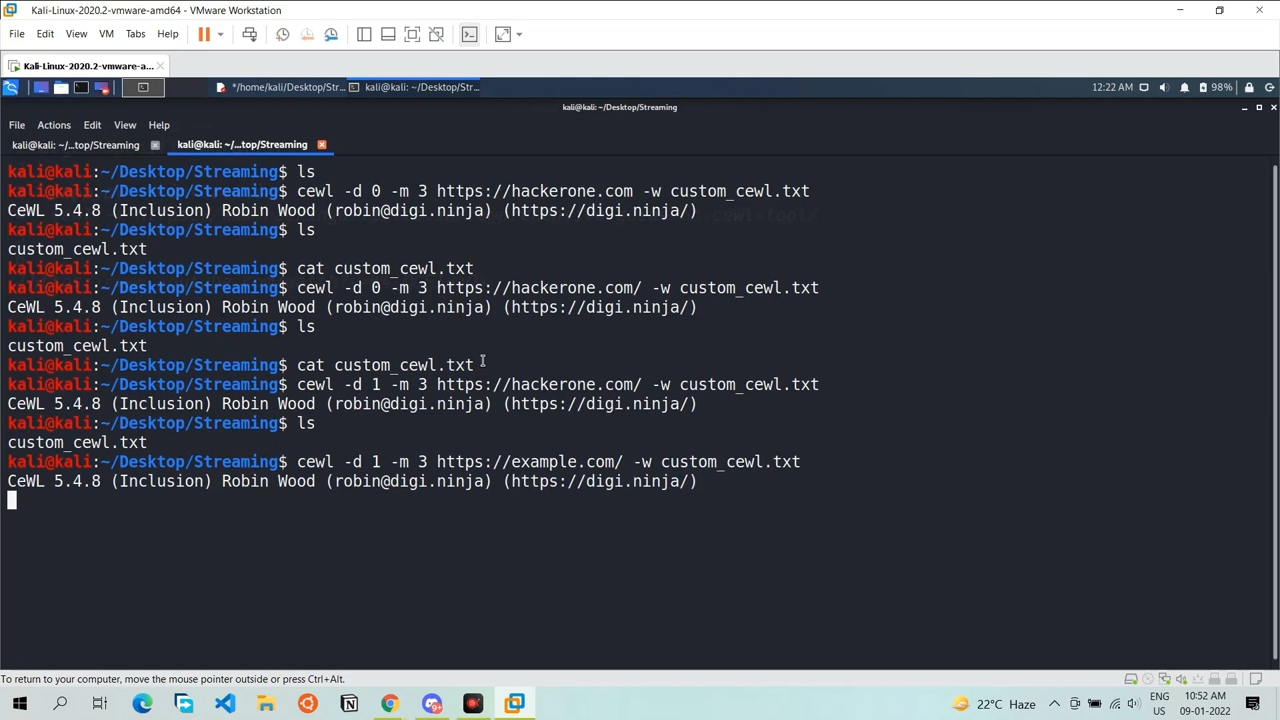 Kali-Linux-2020.2-vmware-amd64 - VMware Workstation
File Edit View VM Tabs Help
Kali-Linux-2020.2-vmware-a...
*/home/kali/Desktop/Str... kali@kali: ~/Desktop/Str... 12:22 AM 98%
kali@kali: ~/Desktop/Streaming
File Actions Edit View Help
kali@kali: ~/...top/Streaming kali@kali: ~/...top/Streaming
kali@kali:~/Desktop/Streaming$ ls
kali@kali:~/Desktop/Streaming$ cewl -d 0 -m 3 https://hackerone.com -w custom_cewl.txt
CeWL 5.4.8 (Inclusion) Robin Wood (robin@digi.ninja) (https://digi.ninja/)
kali@kali:~/Desktop/Streaming$ ls
custom_cewl.txt
kali@kali:~/Desktop/Streaming$ cat custom_cewl.txt
kali@kali:~/Desktop/Streaming$ cewl -d 0 -m 3 https://hackerone.com/ -w custom_cewl.txt
CeWL 5.4.8 (Inclusion) Robin Wood (robin@digi.ninja) (https://digi.ninja/)
kali@kali:~/Desktop/Streaming$ ls
custom_cewl.txt
kali@kali:~/Desktop/Streaming$ cat custom_cewl.txt
kali@kali:~/Desktop/Streaming$ cewl -d 1 -m 3 https://hackerone.com/ -w custom_cewl.txt
CeWL 5.4.8 (Inclusion) Robin Wood (robin@digi.ninja) (https://digi.ninja/)
kali@kali:~/Desktop/Streaming$ ls
custom_cewl.txt
kali@kali:~/Desktop/Streaming$ cewl -d 1 -m 3 https://example.com/ -w custom_cewl.txt
CeWL 5.4.8 (Inclusion) Robin Wood (robin@digi.ninja) (https://digi.ninja/)
To return to your computer, move the mouse pointer outside or press Ctrl+Alt.
22°C Haze
ENG
US
10:52 AM
09-01-2022